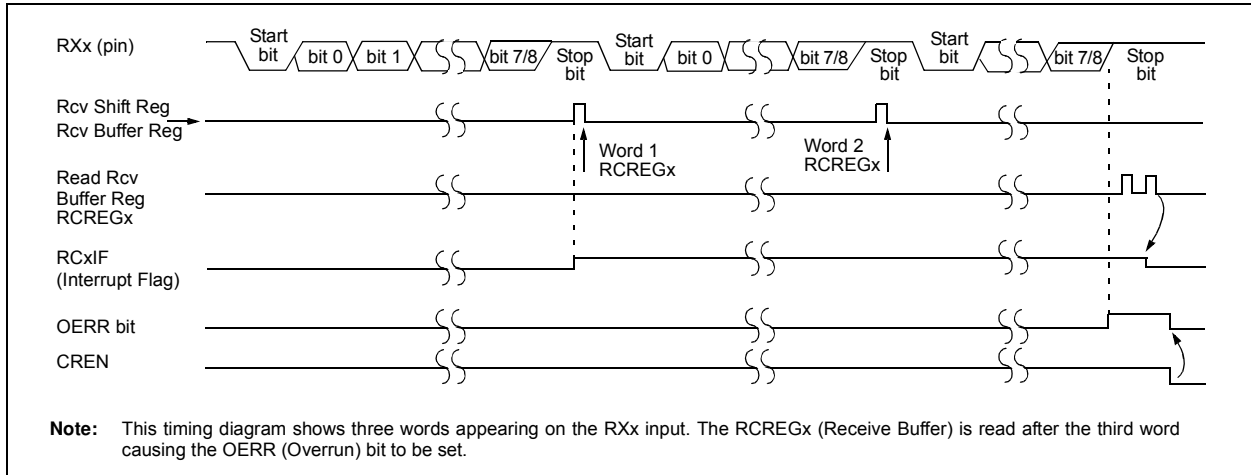 RXx (pin)
Start bit
bit 0
bit 1
bit 7/8
Stop bit
Start bit
bit 0
bit 7/8
Stop bit
Start bit
bit 7/8
Stop bit
Rcv Shift Reg
Rcv Buffer Reg
Word 1
RCREGx
Word 2
RCREGx
Read Rcv
Buffer Reg
RCREGx
RCxIF
(Interrupt Flag)
OERR bit
CREN
Note: This timing diagram shows three words appearing on the RXx input. The RCREGx (Receive Buffer) is read after the third word
causing the OERR (Overrun) bit to be set.